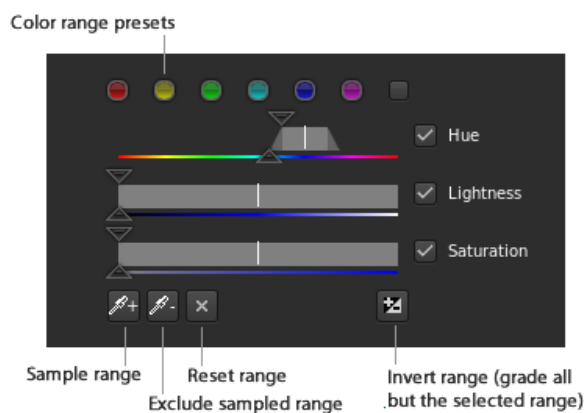 Color range presets
Hue
Lightness
Saturation
Sample range
Reset range
Exclude sampled range
Invert range (grade all
but the selected range)